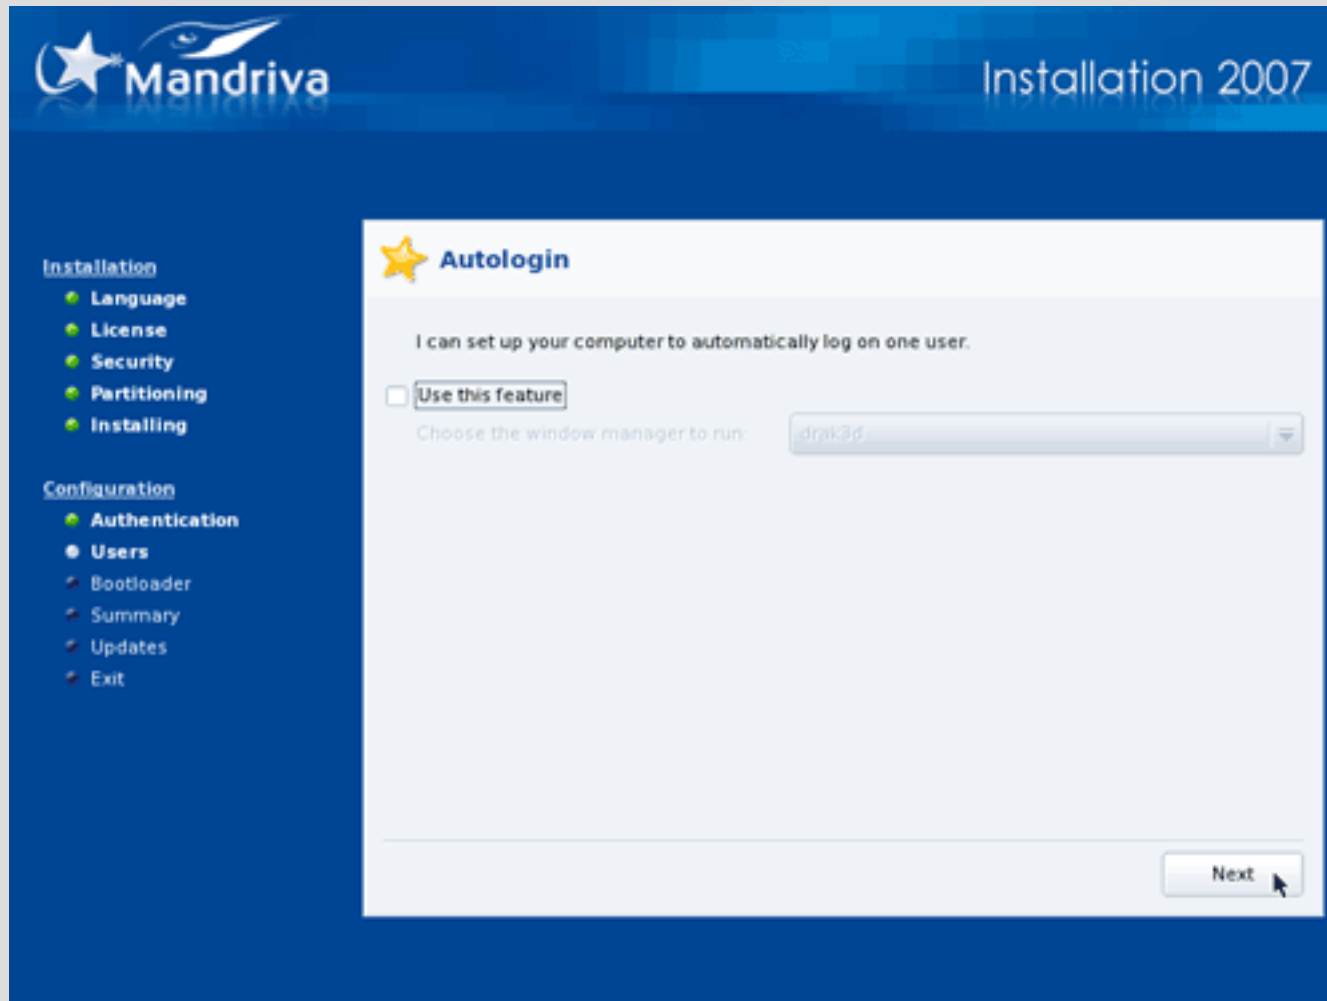 Mandriva
Installation 2007
Installation
Language
License
Security
Partitioning
Installing
Configuration
Authentication
Users
Bootloader
Summary
Updates
Exit
Autologin
I can set up your computer to automatically log on one user.
Use this feature
Choose the window manager to run:
drak3d
Next